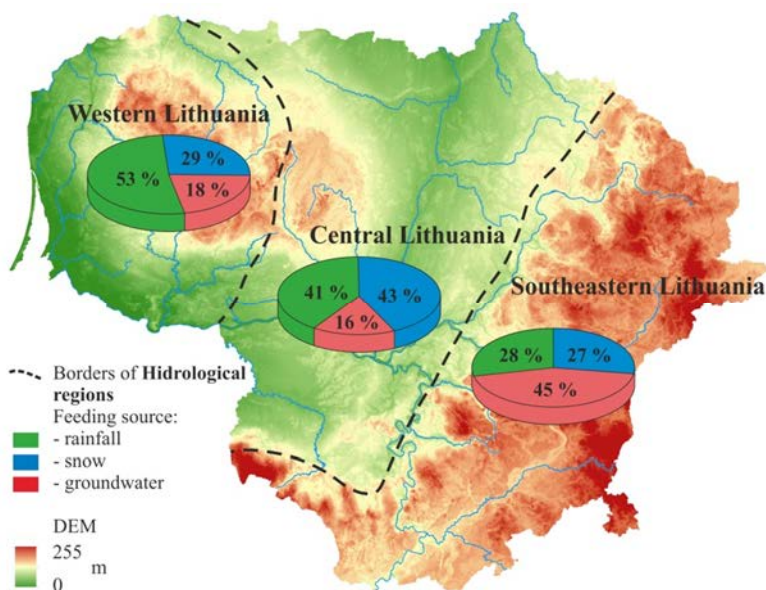 Western Lithuania
29 %
53 %
18 %
Central Lithuania
41 %
43 %
16 %
Southeastern Lithuania
28 %
27 %
45 %
Borders of Hidrological
regions
Feeding source:
- rainfall
- snow
- groundwater
DEM
255
m
0